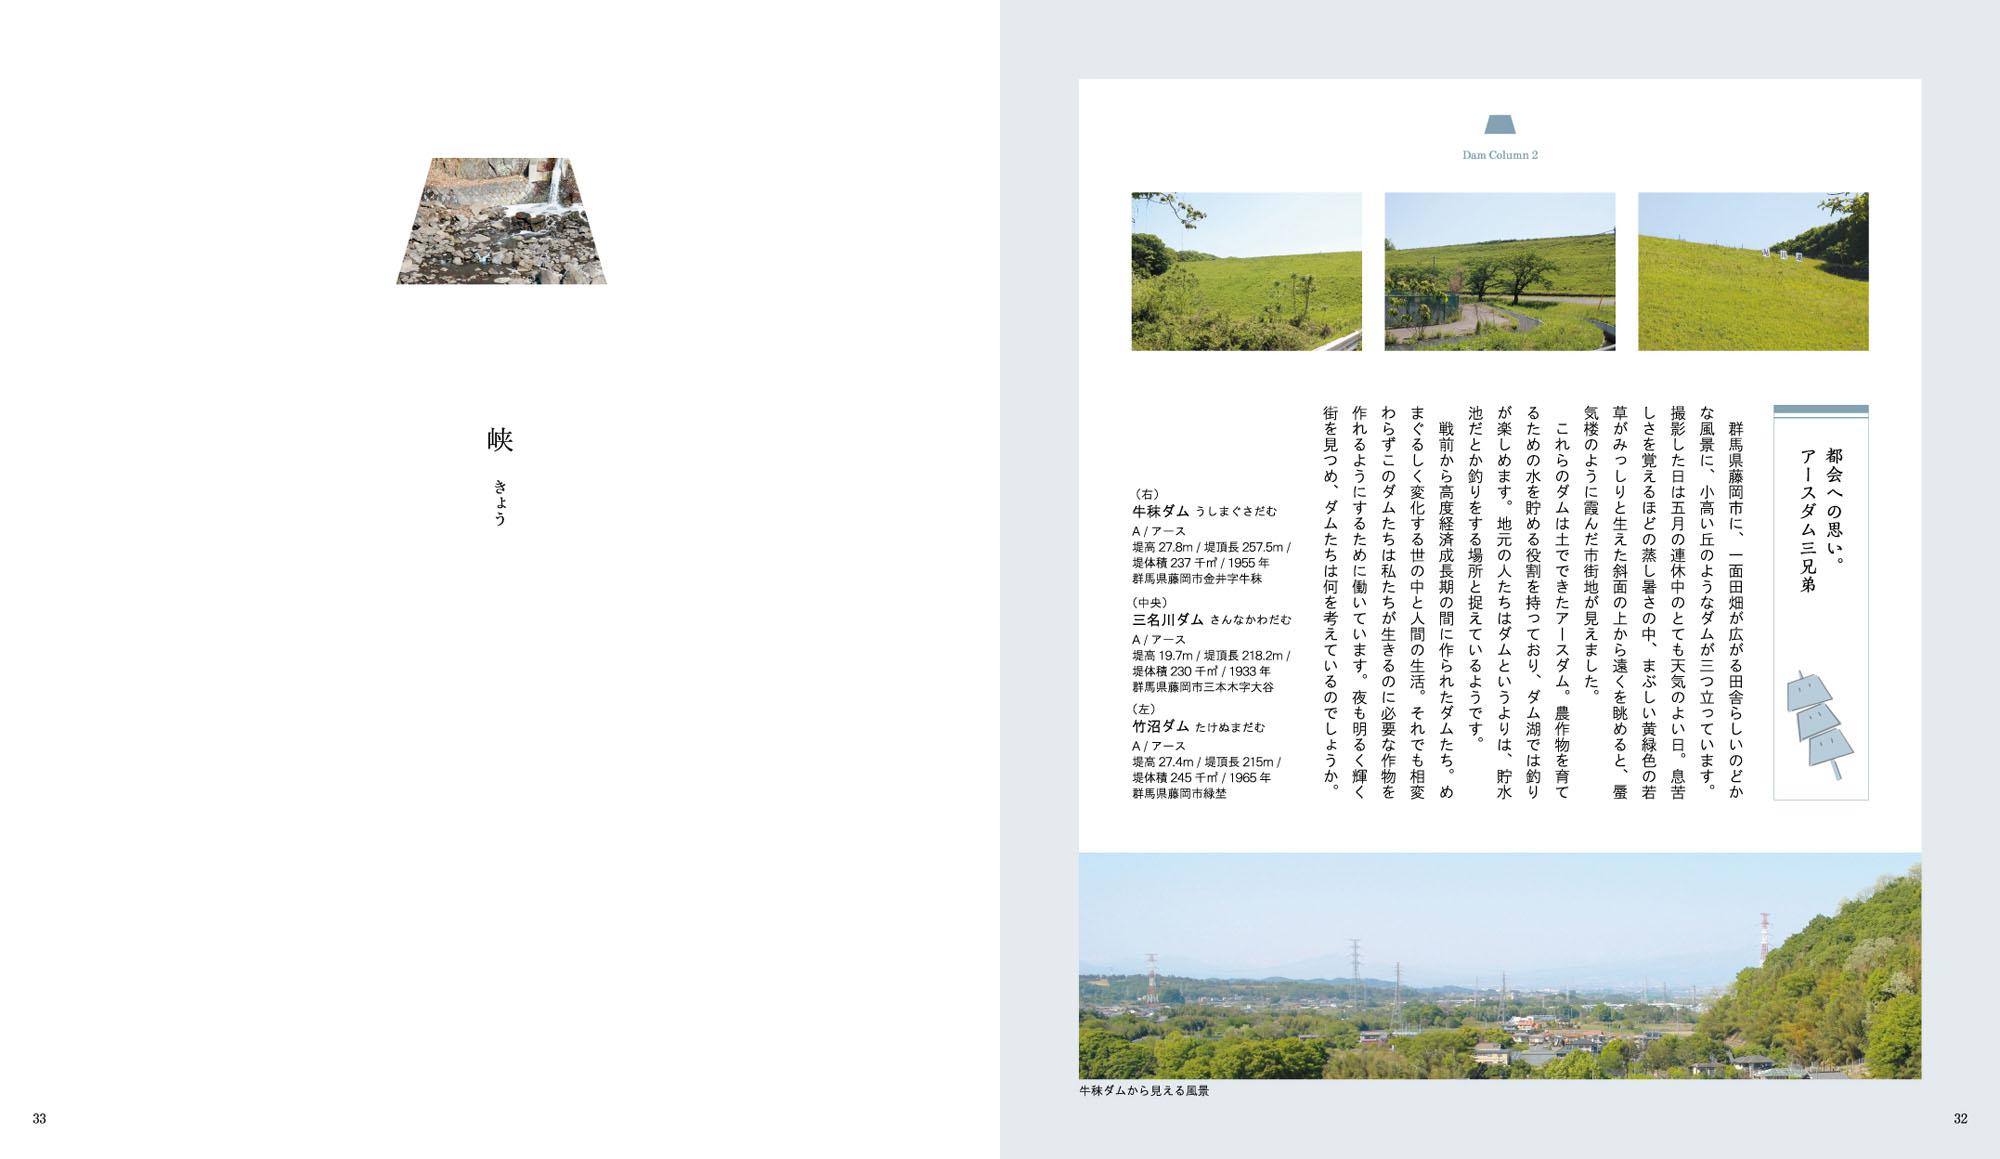 Dam Column 2
都会への思い。
アースダム三兄弟
群馬県藤岡市に、一面田畑が広がる田舎らしいのどか
な風景に、小高い丘のようなダムが三つ立っています。
撮影した日は五月の連休中のとても天気のよい日。息苦
しさを覚えるほどの蒸し暑さの中、まぶしい黄緑色の若
草がみっしりと生えた斜面の上から遠くを眺めると、蜃
気楼のように霞んだ市街地が見えました。
これらのダムは土でできたアースダム。農作物を育て
るための水を貯める役割を持っており、ダム湖では釣り
が楽しめます。地元の人たちはダムというよりは、貯水
池だとか釣りをする場所と捉えているようです。
戦前から高度経済成長期の間に作られたダムたち。め
まぐるしく変化する世の中と人間の生活。それでも相変
わらずこのダムたちは私たちが生きるのに必要な作物を
作れるようにするために働いています。夜も明るく輝く
街を見つめ、ダムたちは何を考えているのでしょうか。
（右）
牛秣ダム うしまぐさだむ
A / アース
堤高 27.8m / 堤頂長 257.5m /
堤体積 237 千㎥ / 1955 年
群馬県藤岡市金井字牛秣
（中央）
三名川ダム さんなかわだむ
A / アース
堤高 19.7m / 堤頂長 218.2m /
堤体積 230 千㎥ / 1933 年
群馬県藤岡市三本木字大谷
（左）
竹沼ダム たけぬまだむ
A / アース
堤高 27.4m / 堤頂長 215m /
堤体積 245 千㎥ / 1965 年
群馬県藤岡市緑埜
牛秣ダムから見える風景
32
峡
きょう
33